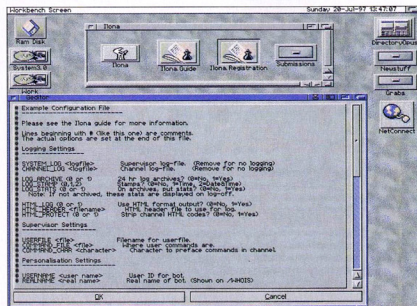 Workbench Screen
Sunday 20-Jul-97 13:47:07
Ilona
Ram Disk
System3.0
Work
Ilona
Ilona.Guide
Ilona.Registration
Submissions
DirectoryOpus
Newstuff
Grabs
NetConnect
Editor
# Example Configuration File
# Please see the Ilona guide for more information.
# Lines beginning with # (like this one) are comments.
# The actual options are set at the end of this file.
# Logging Settings
# SYSTEM_LOG <logfile> Supervisor log-file. (Remove for no logging)
# CHANNEL_LOG <logfile> Channel log-file. (Remove for no logging)
# LOG_ARCHIVE (0 or 1) 24 hr log archives? (0=No, 1=Yes)
# LOG_STAMP (0,1,2) Stamps? (0=No, 1=Time, 2=Date&Time)
# LOG_STATS (0 or 1) On archives, put stats? (0=No, 1=Yes)
# Note: If not archived, these stats are displayed on log-off.
# HTML_LOG (0 or 1) Use HTML format output? (0=No, 1=Yes)
# HTML_HEADER <filename> HTML header file to use for log.
# HTML_PROTECT (0 or 1) Strip channel HTML codes? (0=No, 1=Yes)
# Supervisor Settings
# USERFILE <file> Filename for userfile.
# COMMAND_FILE <file> Where user commands are.
# COMMAND_CHAR <character> Character to preface commands in channel.
# Personalisation Settings
# USERNAME <user name> User ID for bot.
# REALNAME <real name> Real name of bot (Shown on /WHOIS)
OK
Cancel